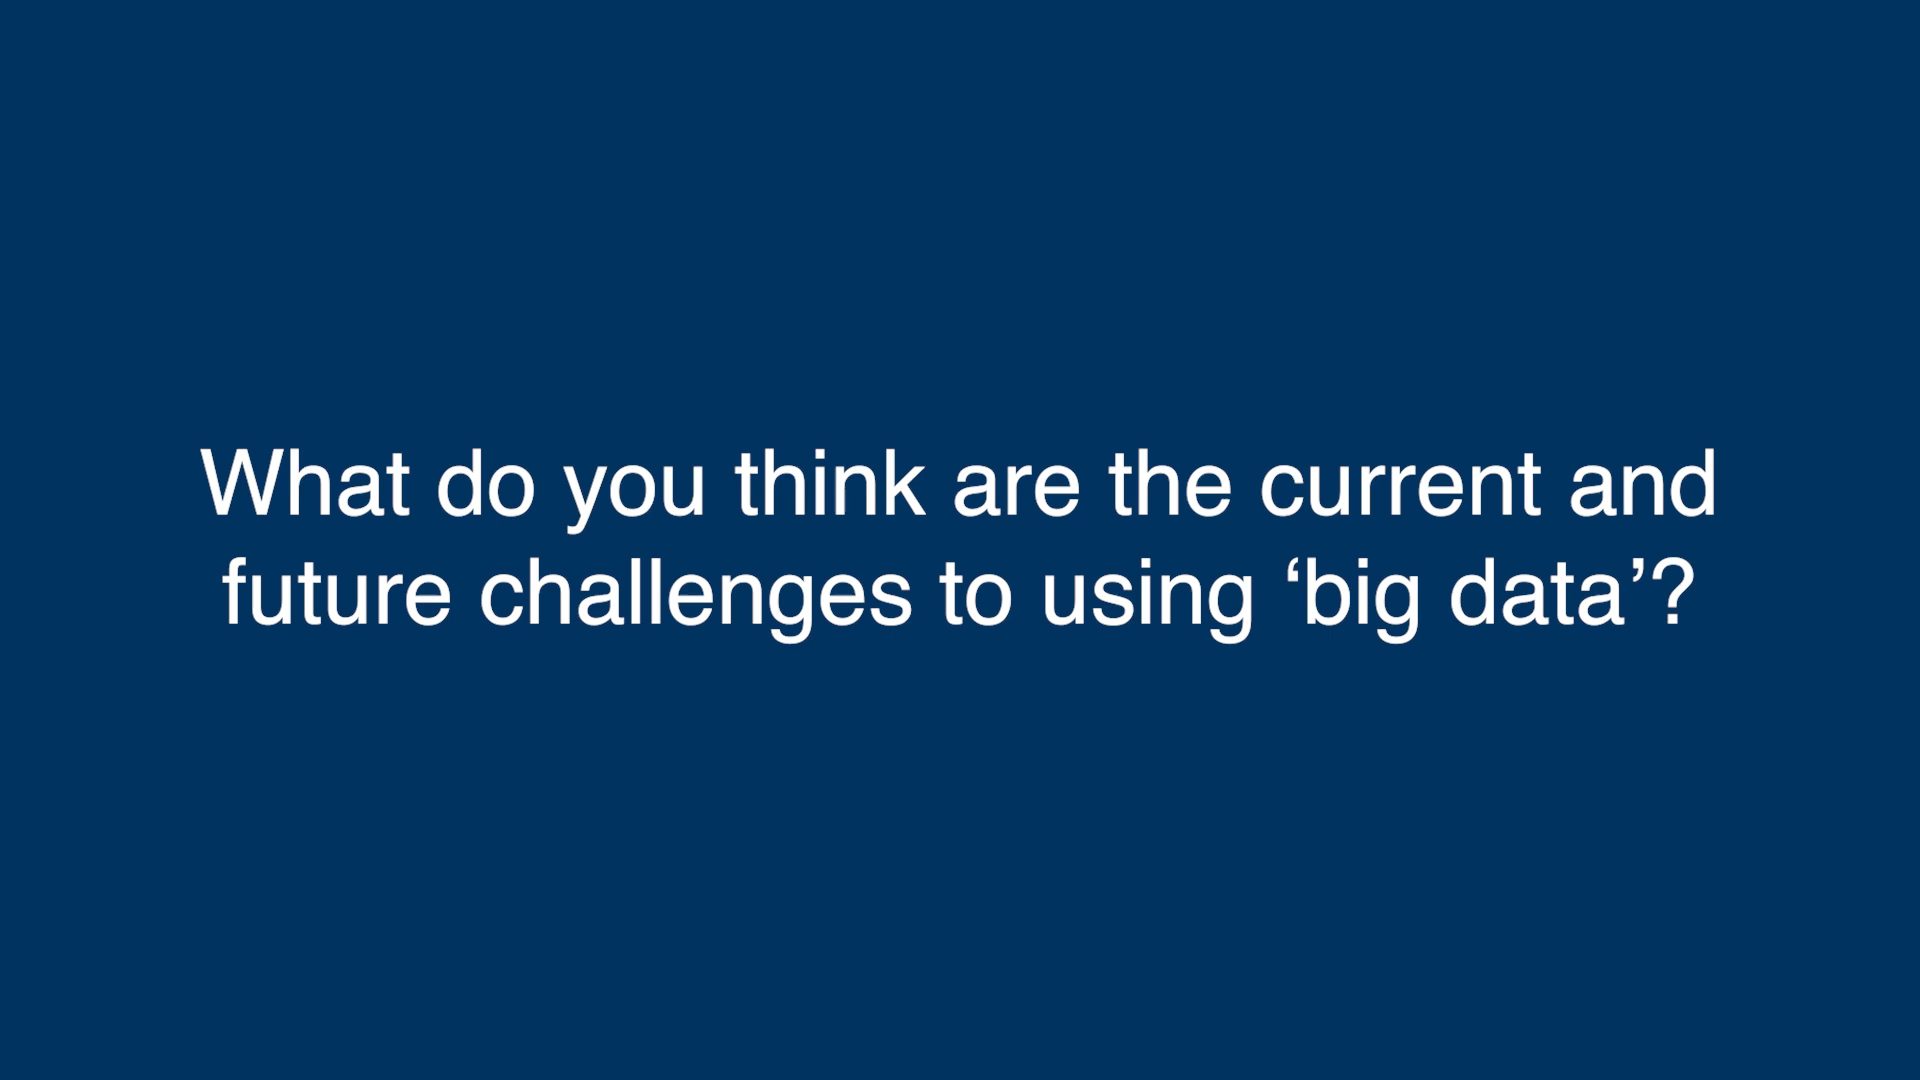 What do you think are the current and
future challenges to using ‘big data’?